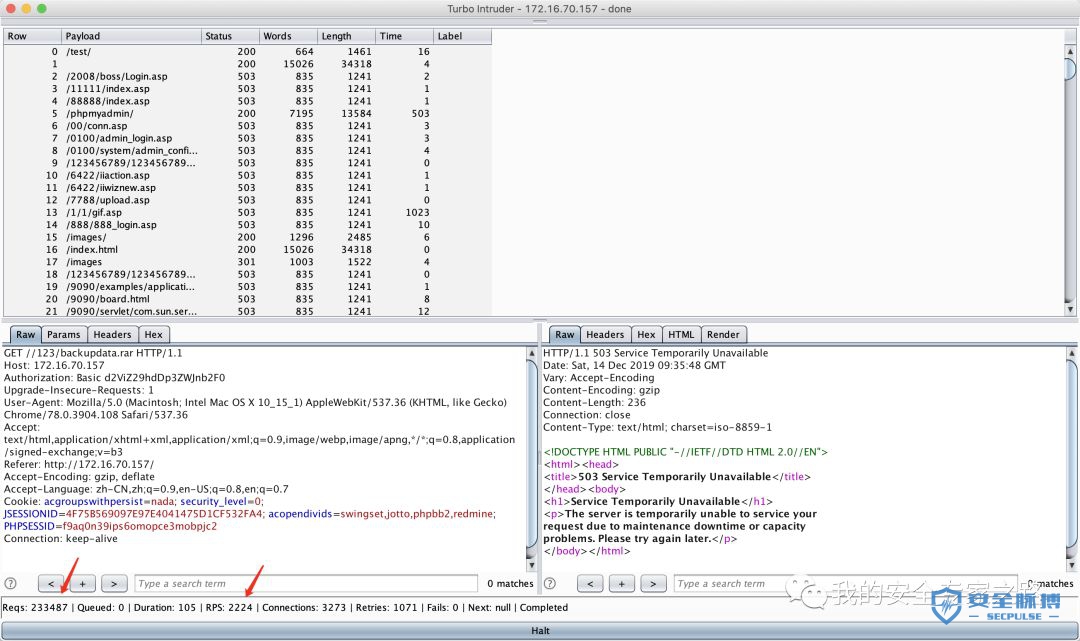 Turbo Intruder - 172.16.70.157 - done
Row Payload Status Words Length Time Label
0 /test/ 200 664 1461 16
1 200 15026 34318 4
2 /2008/boss/Login.asp 503 835 1241 2
3 /11111/index.asp 503 835 1241 1
4 /88888/index.asp 503 835 1241 1
5 /phpmyadmin/ 200 7195 13584 503
6 /00/conn.asp 503 835 1241 3
7 /0100/admin_login.asp 503 835 1241 3
8 /0100/system/admin_confi... 503 835 1241 4
9 /123456789/123456789... 503 835 1241 0
10 /6422/iiaction.asp 503 835 1241 1
11 /6422/iiwiznew.asp 503 835 1241 1
12 /7788/upload.asp 503 835 1241 0
13 /1/1/gif.asp 503 835 1241 1023
14 /888/888_login.asp 503 835 1241 10
15 /images/ 200 1296 2485 6
16 /index.html 200 15026 34318 0
17 /images 301 1003 1522 4
18 /123456789/123456789... 503 835 1241 0
19 /9090/examples/applicati... 503 835 1241 1
20 /9090/board.html 503 835 1241 8
21 /9090/servlet/com.sun.ser... 503 835 1241 12
Raw Params Headers Hex
GET //123/backupdata.rar HTTP/1.1
Host: 172.16.70.157
Authorization: Basic d2ViZ29hdDp3ZWJnb2F0
Upgrade-Insecure-Requests: 1
User-Agent: Mozilla/5.0 (Macintosh; Intel Mac OS X 10_15_1) AppleWebKit/537.36 (KHTML, like Gecko)
Chrome/78.0.3904.108 Safari/537.36
Accept:
text/html,application/xhtml+xml,application/xml;q=0.9,image/webp,image/apng,*/*;q=0.8,application
/signed-exchange;v=b3
Referer: http://172.16.70.157/
Accept-Encoding: gzip, deflate
Accept-Language: zh-CN,zh;q=0.9,en-US;q=0.8,en;q=0.7
Cookie: acgroupswithpersist=nada; security_level=0;
JSESSIONID=4F75B569097E97E4041475D1CF532FA4; acopendivids=swingset,jotto,phpbb2,redmine;
PHPSESSID=f9aq0n39ips6omopce3mobpjc2
Connection: keep-alive
? < + > Type a search term 0 matches
Raw Headers Hex HTML Render
HTTP/1.1 503 Service Temporarily Unavailable
Date: Sat, 14 Dec 2019 09:35:48 GMT
Vary: Accept-Encoding
Content-Encoding: gzip
Content-Length: 236
Connection: close
Content-Type: text/html; charset=iso-8859-1
<!DOCTYPE HTML PUBLIC "-//IETF//DTD HTML 2.0//EN">
<html><head>
<title>503 Service Temporarily Unavailable</title>
</head><body>
<h1>Service Temporarily Unavailable</h1>
<p>The server is temporarily unable to service your
request due to maintenance downtime or capacity
problems. Please try again later.</p>
</body></html>
? < + > Type a search term 0 matches
Reqs: 233487 | Queued: 0 | Duration: 105 | RPS: 2224 | Connections: 3273 | Retries: 1071 | Fails: 0 | Next: null | Completed
Halt
我的安全专家之路
安全脉搏
SECPULSE